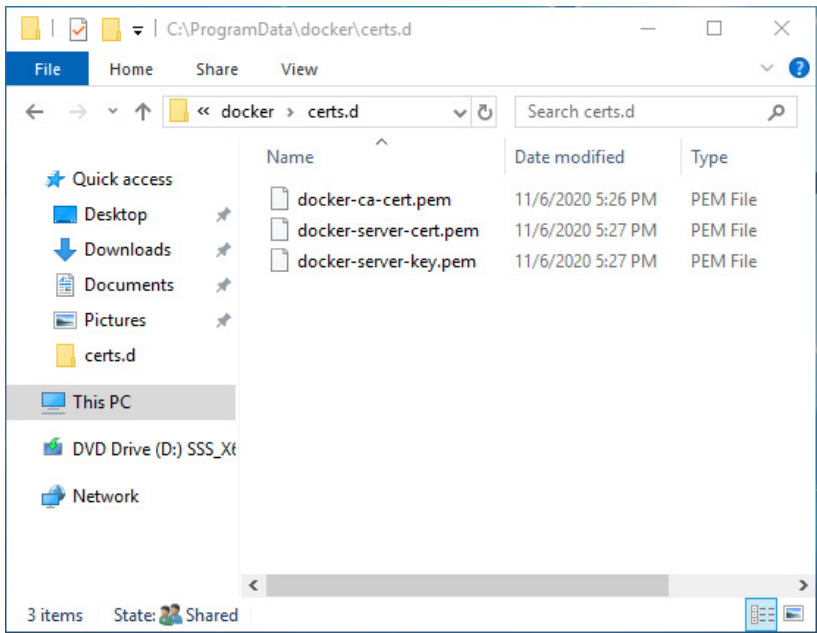 C:\ProgramData\docker\certs.d
File Home Share View
« docker > certs.d
Search certs.d
Name Date modified Type
Quick access
Desktop
Downloads
Documents
Pictures
certs.d
This PC
DVD Drive (D:) SSS_X6
Network
docker-ca-cert.pem 11/6/2020 5:26 PM PEM File
docker-server-cert.pem 11/6/2020 5:27 PM PEM File
docker-server-key.pem 11/6/2020 5:27 PM PEM File
3 items State: Shared